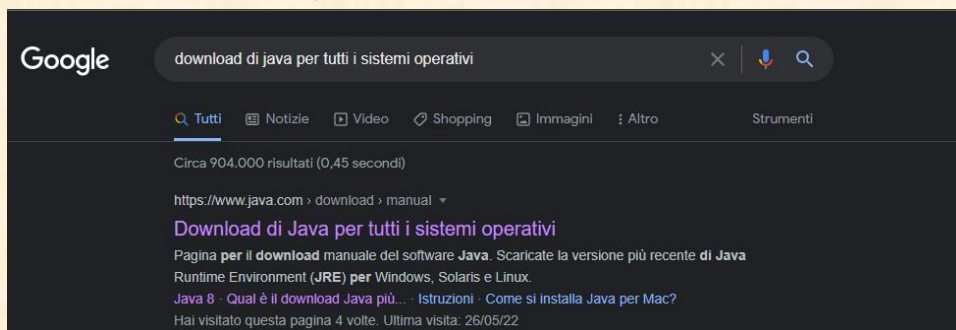 Google
download di java per tutti i sistemi operativi
Tutti Notizie Video Shopping Immagini Altro Strumenti
Circa 904.000 risultati (0,45 secondi)
https://www.java.com › download › manual
Download di Java per tutti i sistemi operativi
Pagina per il download manuale del software Java. Scaricate la versione più recente di Java
Runtime Environment (JRE) per Windows, Solaris e Linux.
Java 8 · Qual è il download Java più... · Istruzioni · Come si installa Java per Mac?
Hai visitato questa pagina 4 volte. Ultima visita: 26/05/22